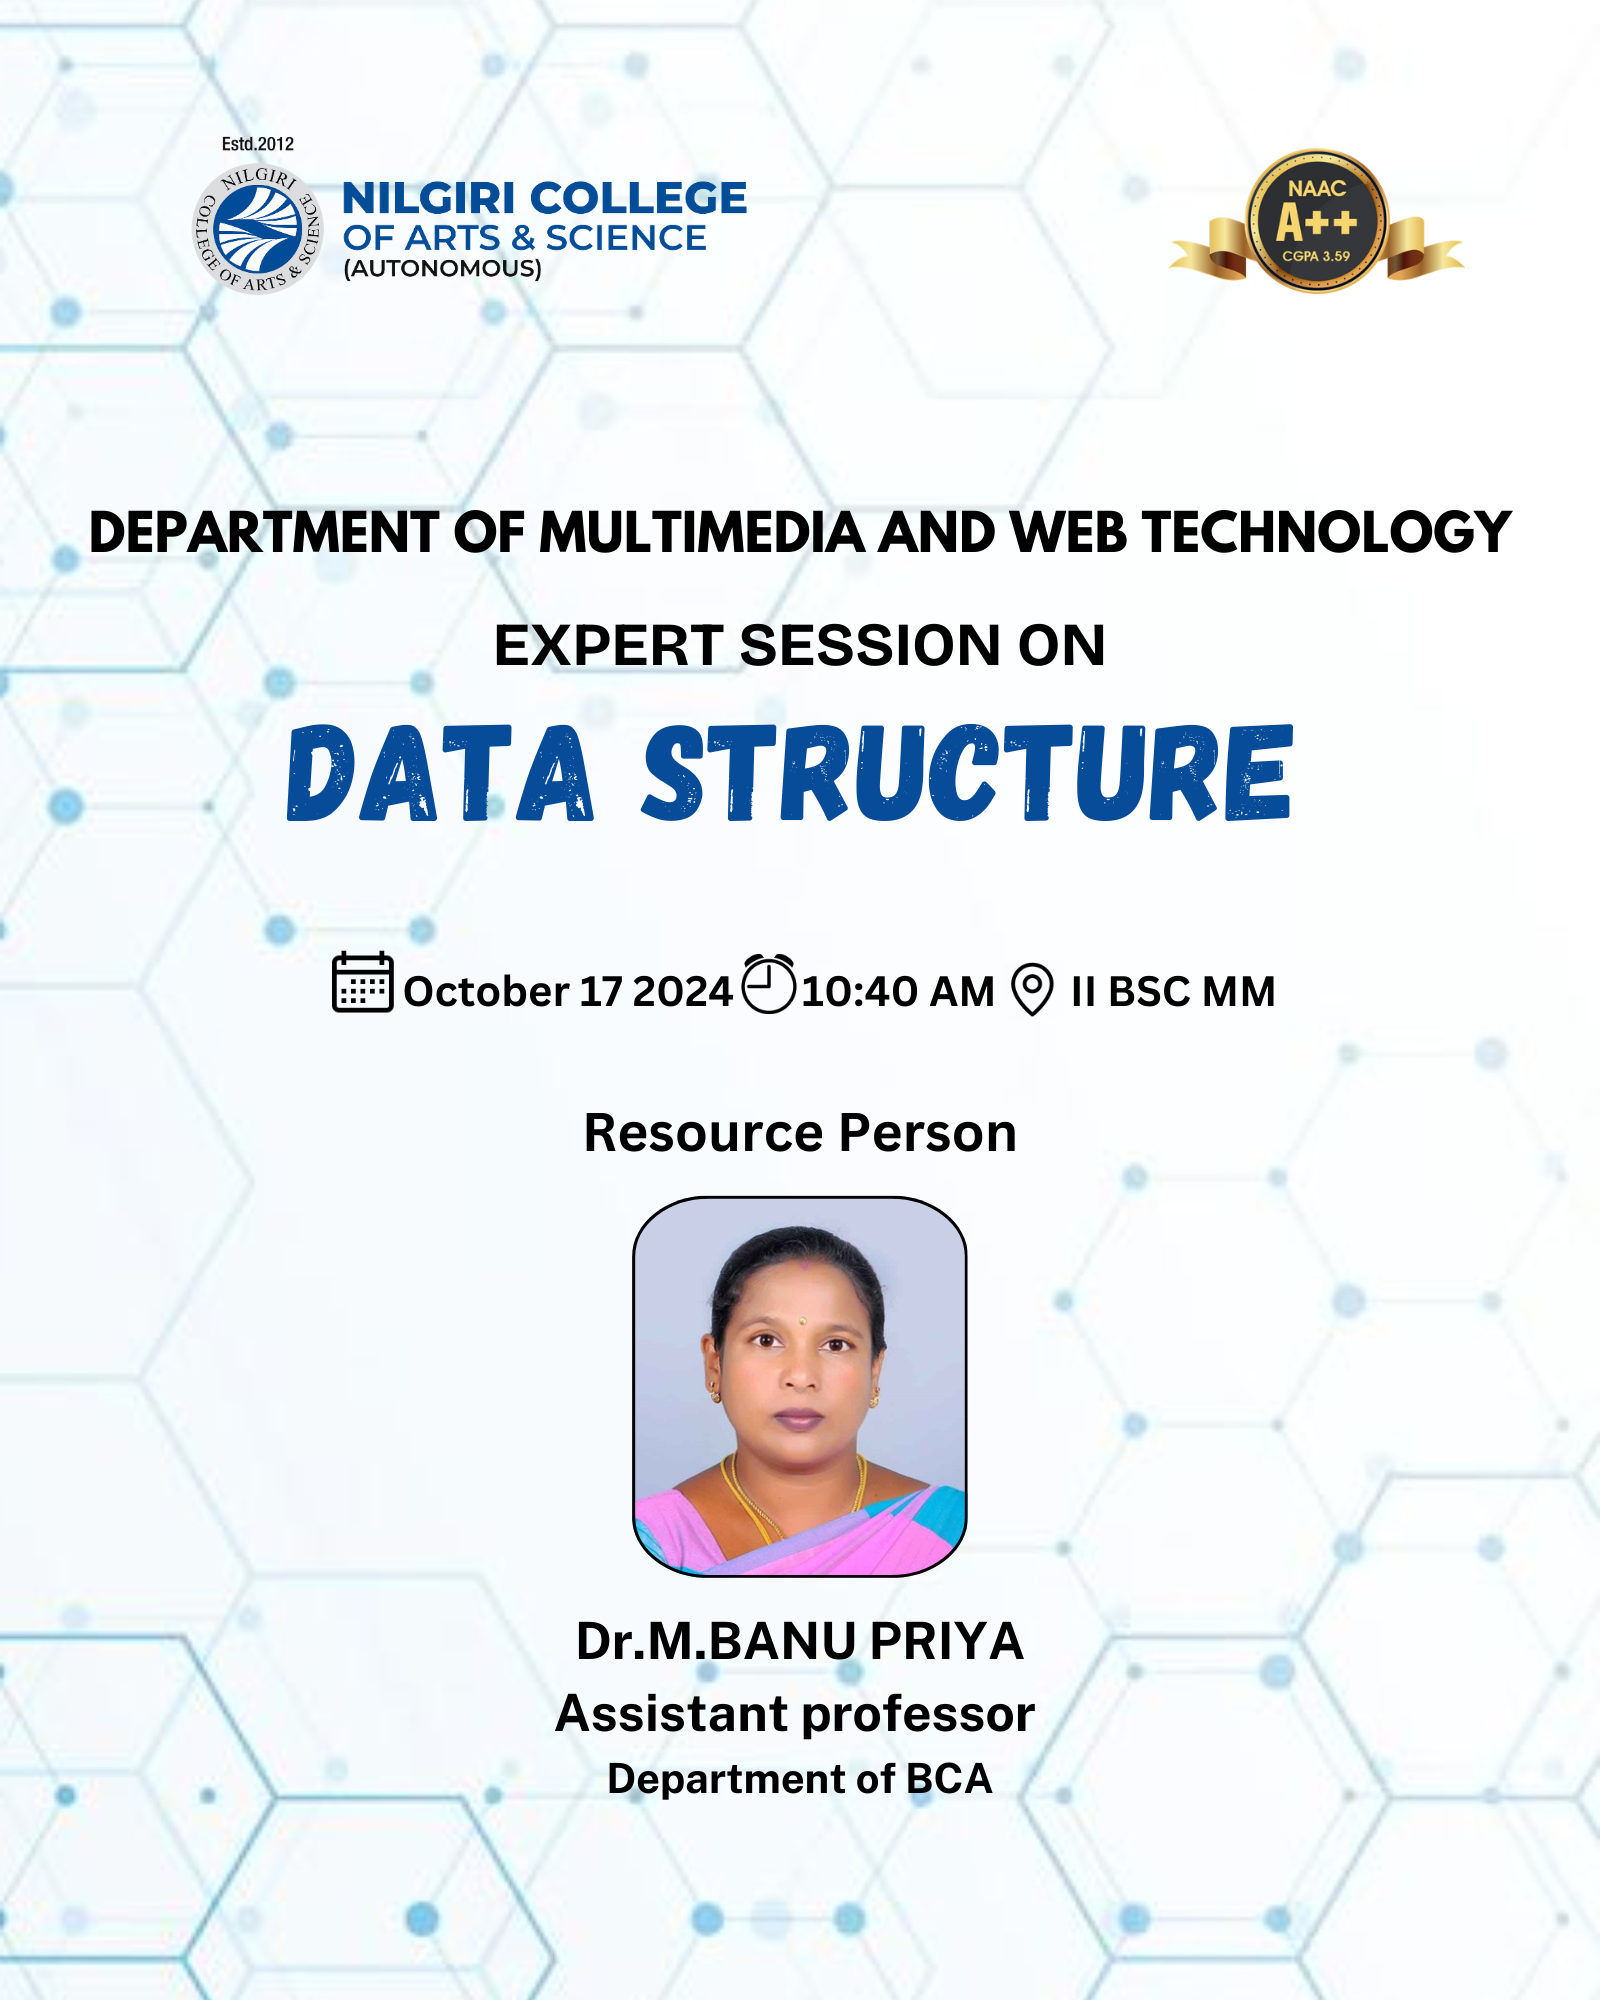 Estd.2012
NILGIRI COLLEGE OF ARTS & SCIENCE
NILGIRI COLLEGE
OF ARTS & SCIENCE
(AUTONOMOUS)
NAAC
A++
CGPA 3.59
DEPARTMENT OF MULTIMEDIA AND WEB TECHNOLOGY
EXPERT SESSION ON
DATA STRUCTURE
October 17 2024 10:40 AM II BSC MM
Resource Person
Dr.M.BANU PRIYA
Assistant professor
Department of BCA